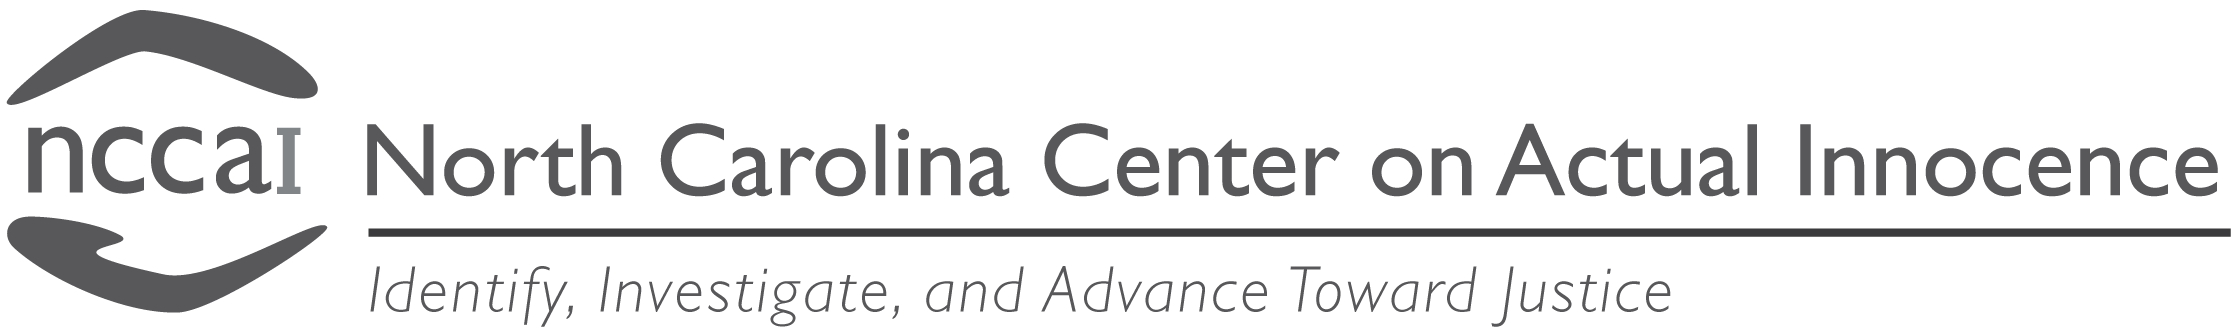 nccaI
North Carolina Center on Actual Innocence
Identify, Investigate, and Advance Toward Justice